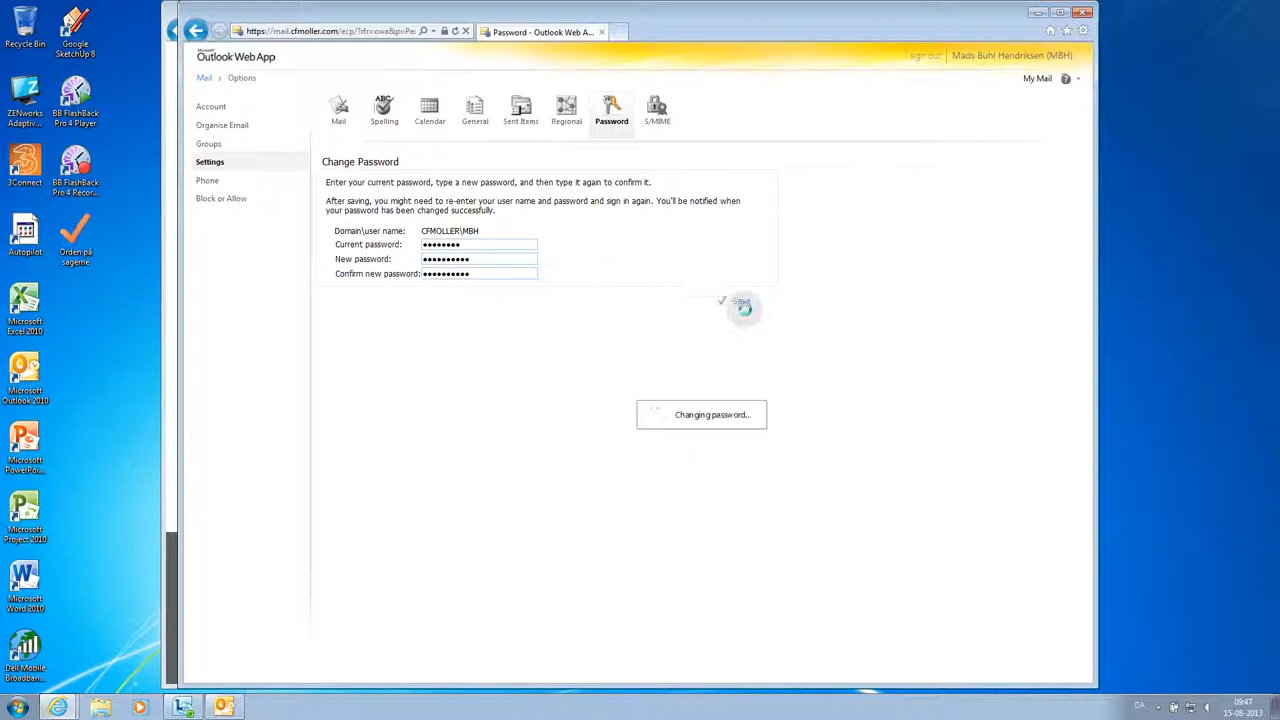 Recycle Bin
Google
SketchUp 8
ZENworks
Adaptiv...
BB FlashBack
Pro 4 Player
3Connect
BB FlashBack
Pro 4 Recor...
Autopilot
Orden på
sagerne
Microsoft
Excel 2010
Microsoft
Outlook 2010
Microsoft
PowerPoi...
Microsoft
Project 2010
Microsoft
Word 2010
Dell Mobile
Broadban...
https://mail.cfmoller.com/ecp/?rfr=owa&p=Per
Password - Outlook Web A...
Microsoft
Outlook Web App
sign out
Mads Buhl Hendriksen (MBH)
Mail > Options
My Mail
Account
Organise Email
Groups
Settings
Phone
Block or Allow
ABC
Mail Spelling Calendar General Sent Items Regional Password S/MIME
Change Password
Enter your current password, type a new password, and then type it again to confirm it.
After saving, you might need to re-enter your user name and password and sign in again. You'll be notified when
your password has been changed successfully.
Domain\user name: CFMOLLER\MBH
Current password: ••••••••
New password: ••••••••••
Confirm new password: ••••••••••
Save
Changing password...
DA
09:47
15-08-2013